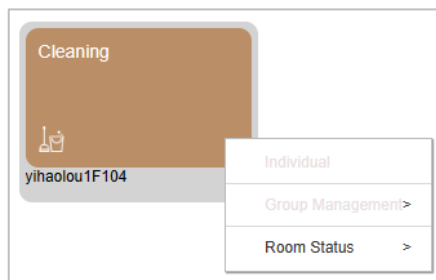 Cleaning
yihaolou1F104
Individual
Group Management>
Room Status >